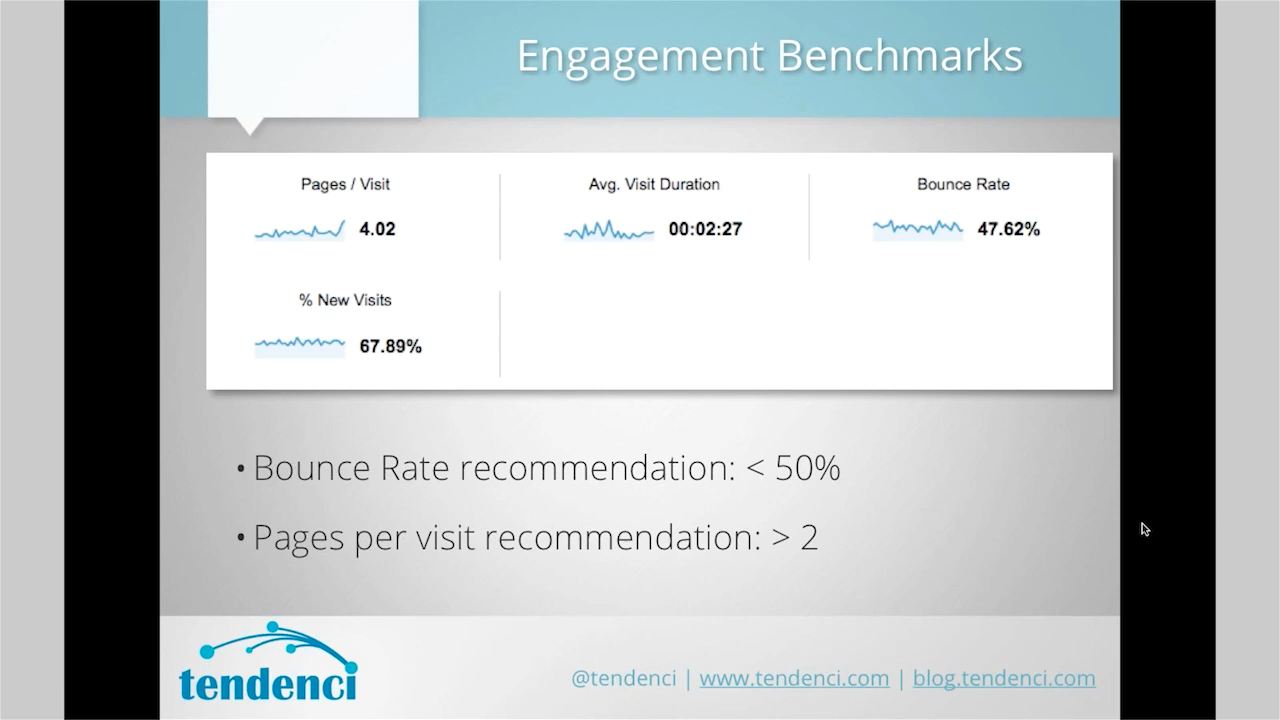 Engagement Benchmarks
Pages / Visit
4.02
Avg. Visit Duration
00:02:27
Bounce Rate
47.62%
% New Visits
67.89%
• Bounce Rate recommendation: < 50%
• Pages per visit recommendation: > 2
tendenci
@tendenci | www.tendenci.com | blog.tendenci.com